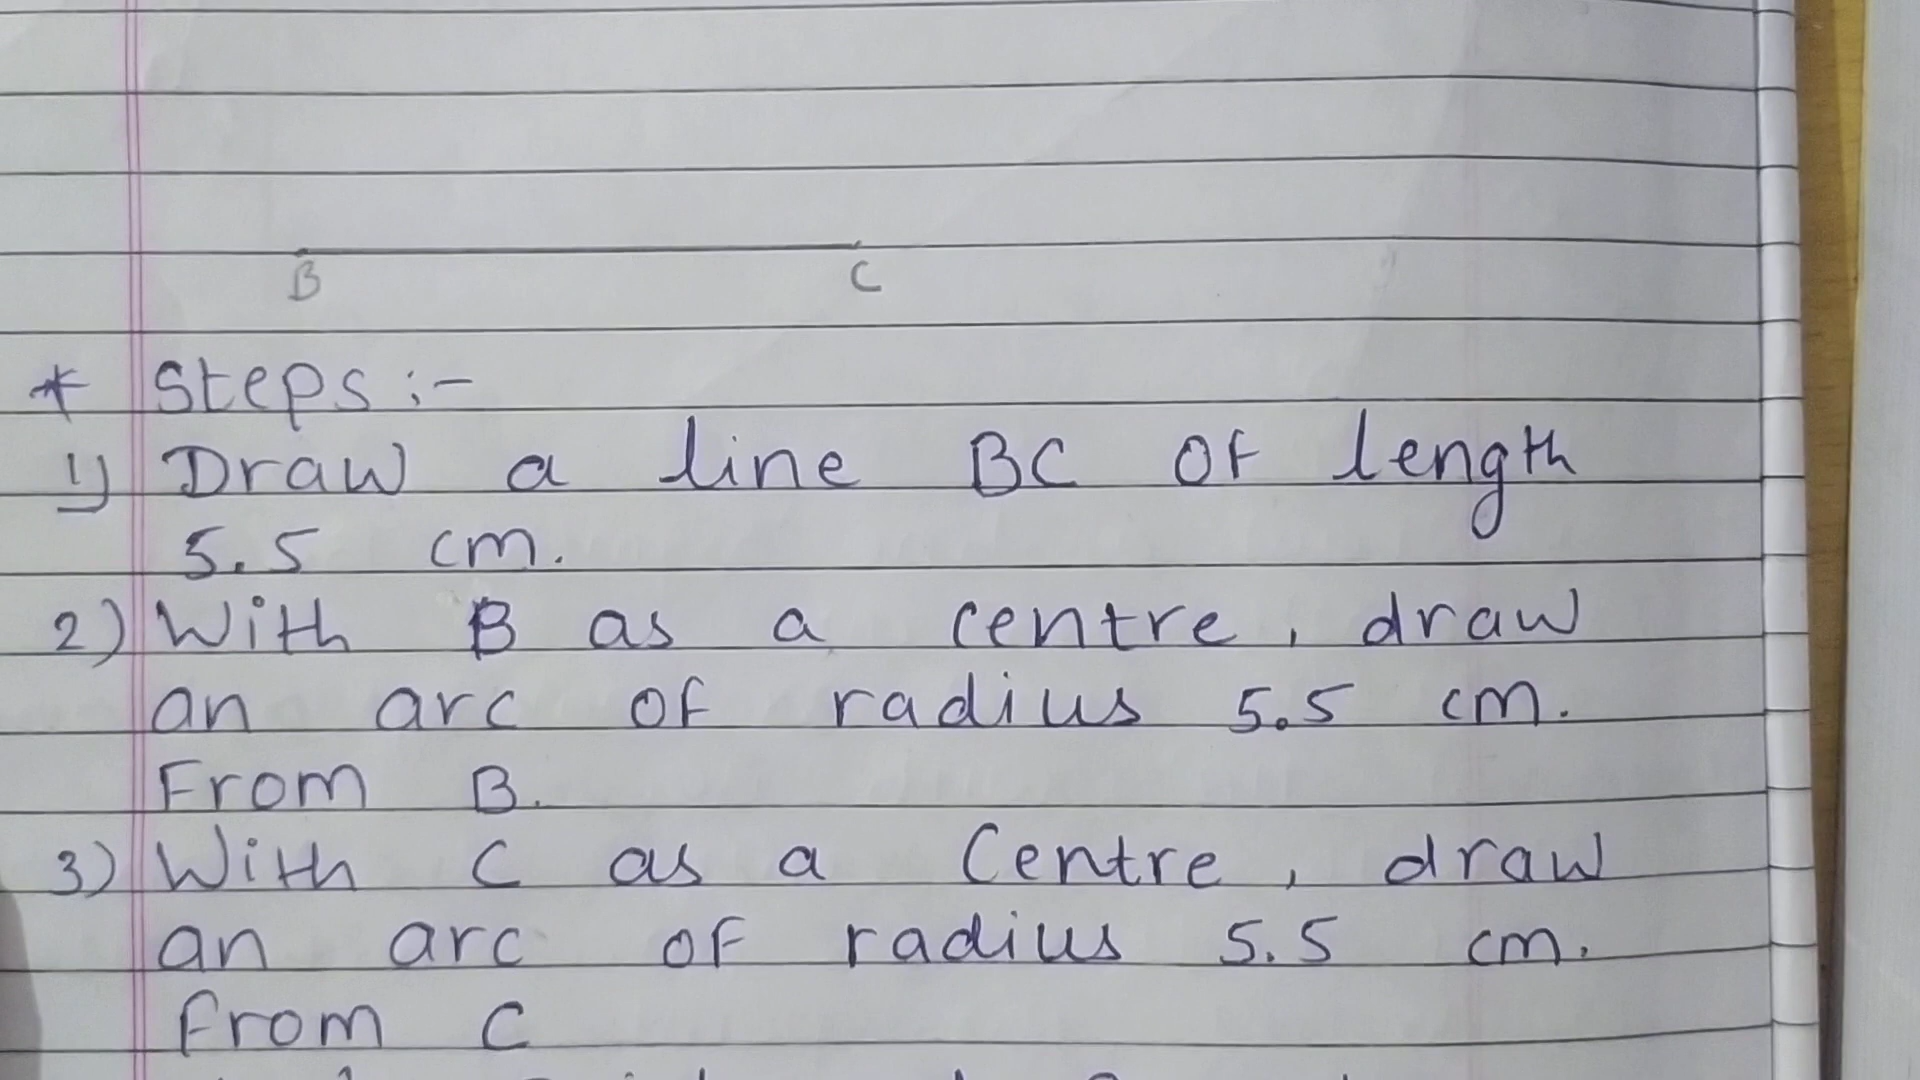 B C
* Steps :-
1) Draw a line BC of length
5.5 cm.
2) With B as a centre, draw
an arc of radius 5.5 cm.
From B.
3) With C as a Centre, draw
an arc of radius 5.5 cm.
From C